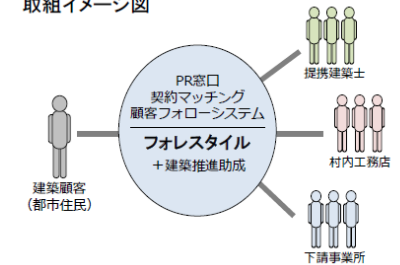 取組イメージ図
PR窓口
契約マッチング
顧客フォローシステム
フォレスタイル
＋建築推進助成
建築顧客
（都市住民）
提携建築士
村内工務店
下請事業所